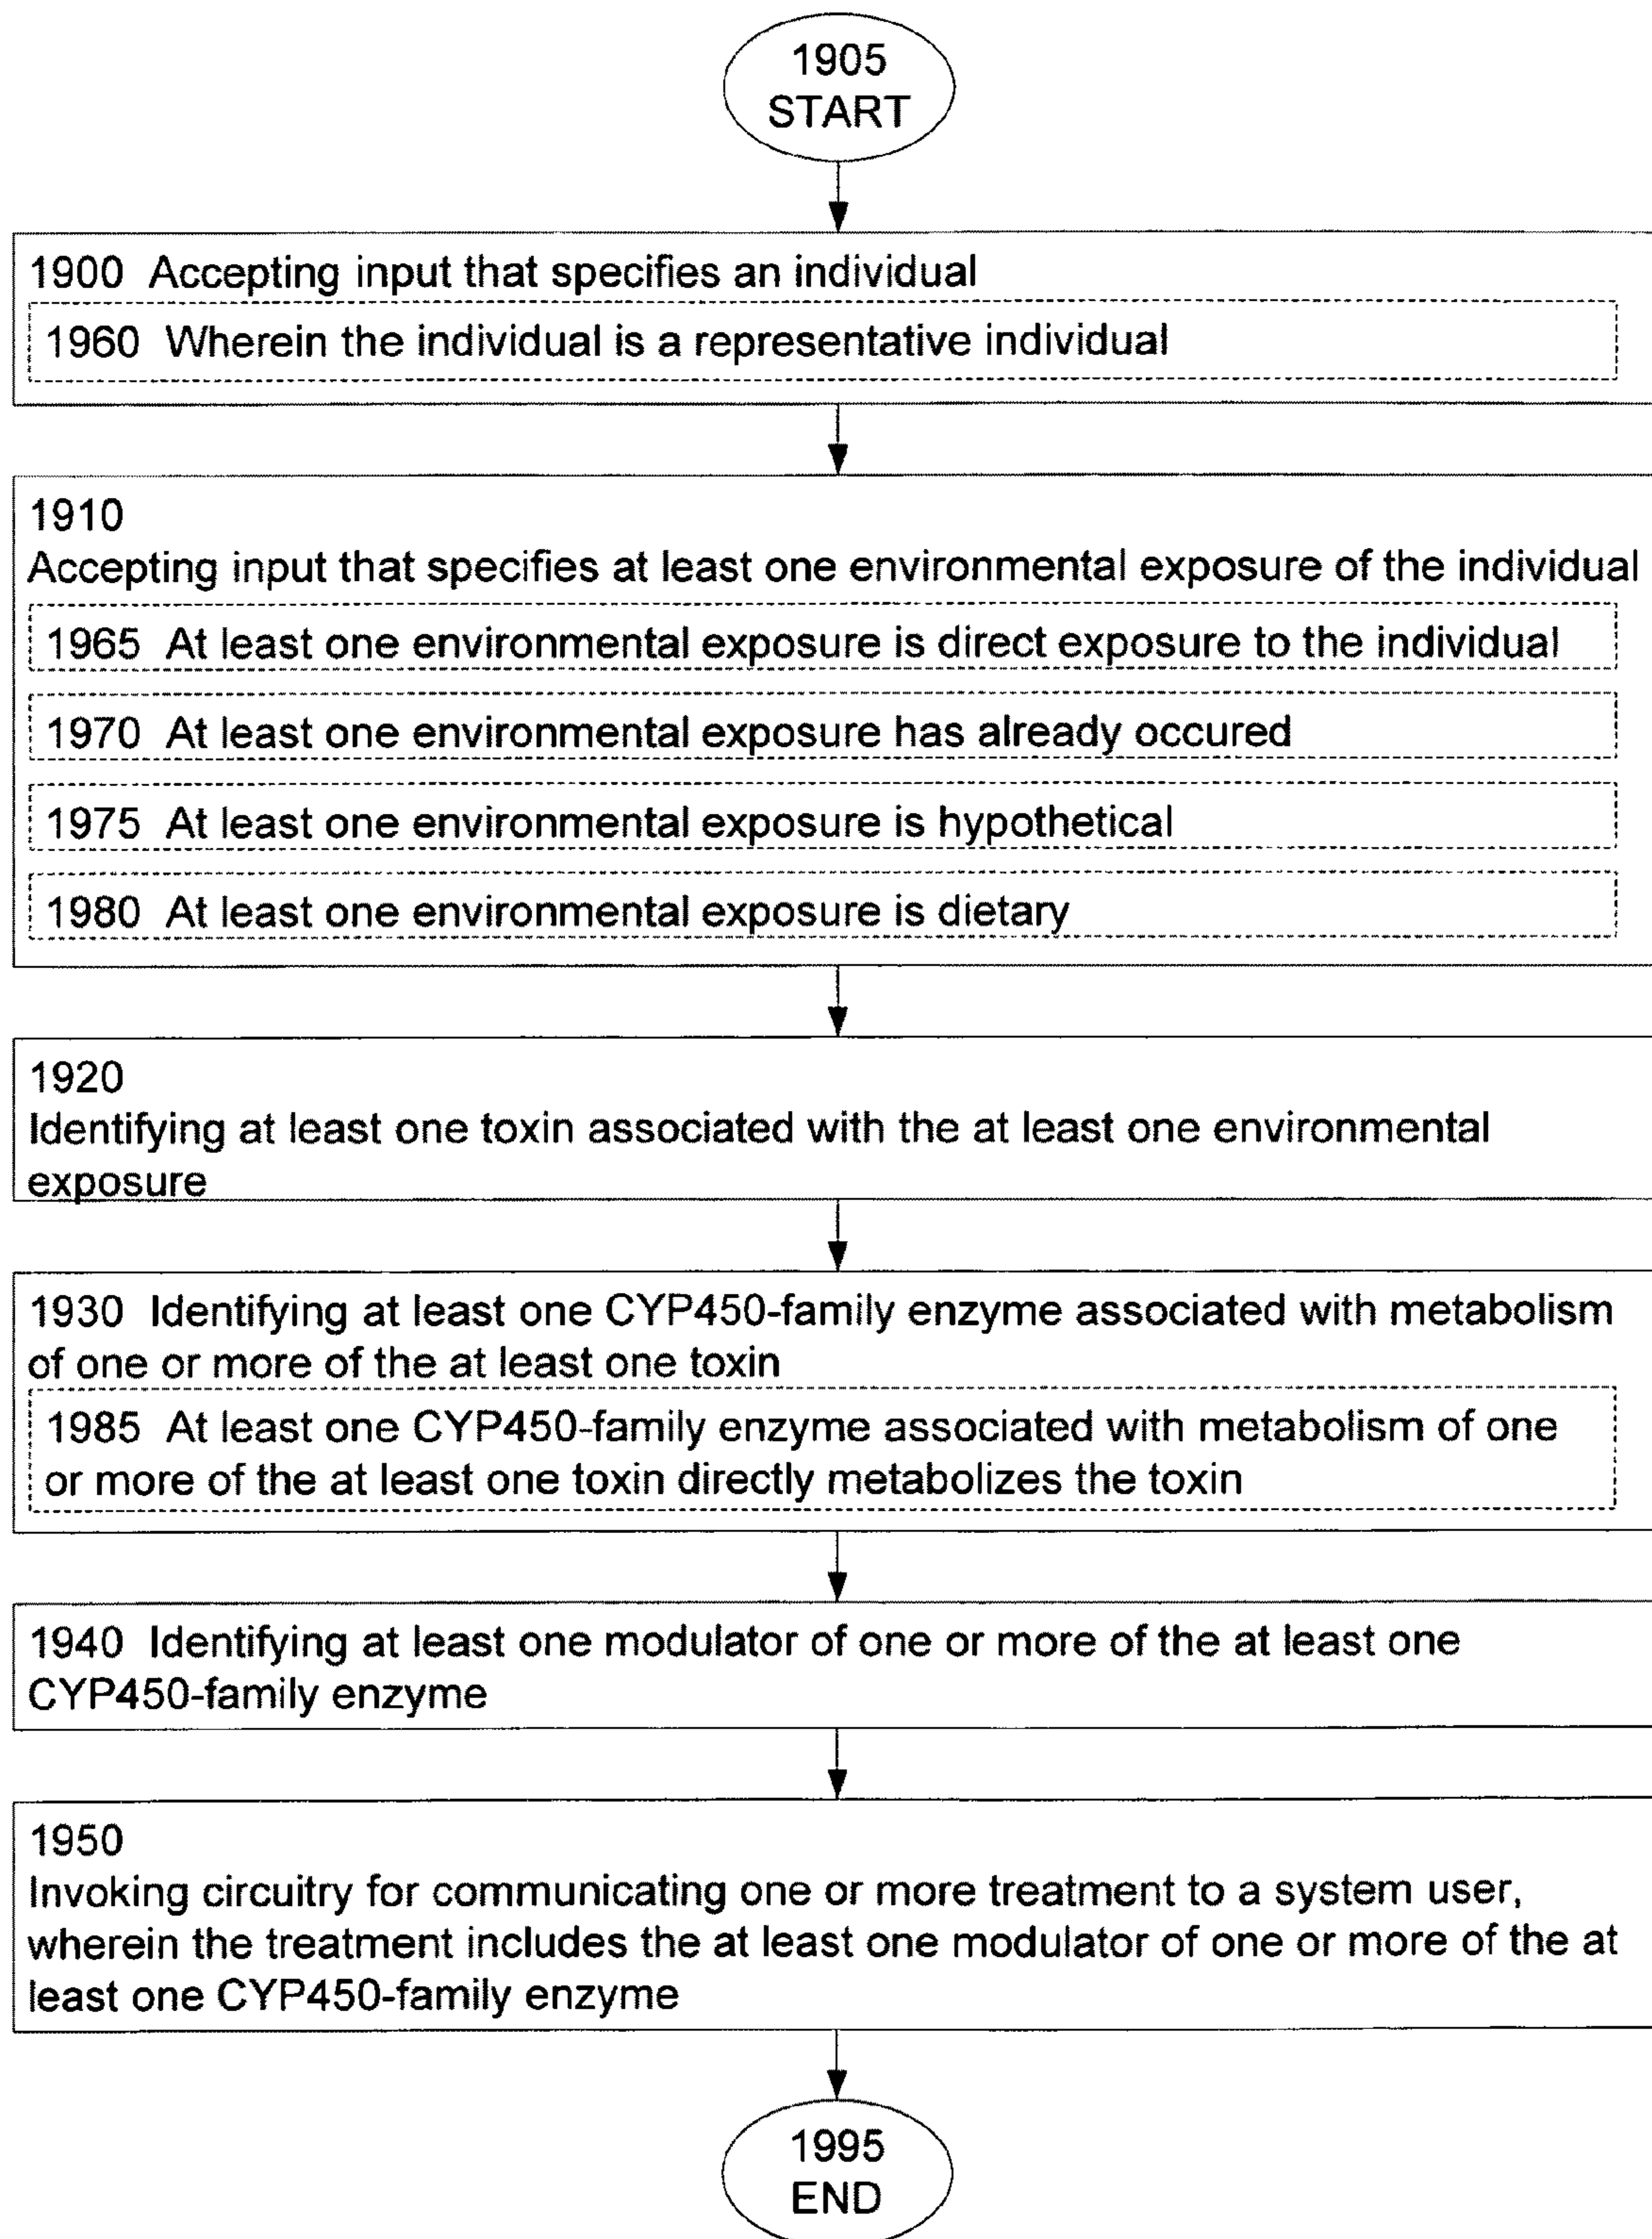 1905
START
1900 Accepting input that specifies an individual
1960 Wherein the individual is a representative individual
1910
Accepting input that specifies at least one environmental exposure of the individual
1965 At least one environmental exposure is direct exposure to the individual
1970 At least one environmental exposure has already occured
1975 At least one environmental exposure is hypothetical
1980 At least one environmental exposure is dietary
1920
Identifying at least one toxin associated with the at least one environmental
exposure
1930 Identifying at least one CYP450-family enzyme associated with metabolism
of one or more of the at least one toxin
1985 At least one CYP450-family enzyme associated with metabolism of one
or more of the at least one toxin directly metabolizes the toxin
1940 Identifying at least one modulator of one or more of the at least one
CYP450-family enzyme
1950
Invoking circuitry for communicating one or more treatment to a system user,
wherein the treatment includes the at least one modulator of one or more of the at
least one CYP450-family enzyme
1995
END